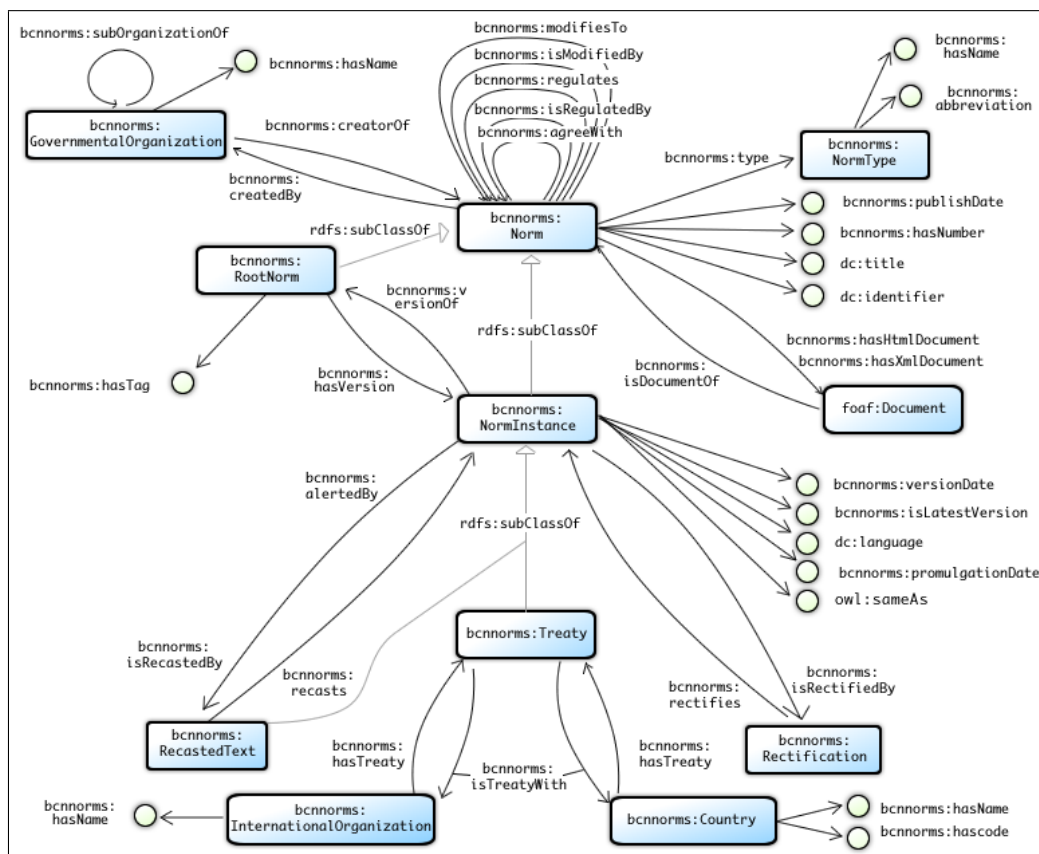 bcnnorms:subOrganizationOf
bcnnorms:hasName
bcnnorms:
GovernmentalOrganization
bcnnorms:creatorOf
bcnnorms:
createdBy
bcnnorms:modifiesTo
bcnnorms:isModifiedBy
bcnnorms:regulates
bcnnorms:isRegulatedBy
bcnnorms:agreeWith
bcnnorms:
hasName
bcnnorms:
abbreviation
bcnnorms:type
bcnnorms:
NormType
bcnnorms:
Norm
bcnnorms:publishDate
bcnnorms:hasNumber
dc:title
dc:identifier
rdfs:subClassOf
bcnnorms:
RootNorm
bcnnorms:v
ersionOf
rdfs:subClassOf
bcnnorms:hasHtmlDocument
bcnnorms:hasXmlDocument
bcnnorms:
isDocumentOf
bcnnorms:hasTag
bcnnorms:
hasVersion
foaf:Document
bcnnorms:
NormInstance
bcnnorms:
alertedBy
rdfs:subClassOf
bcnnorms:versionDate
bcnnorms:isLatestVersion
dc:language
bcnnorms:promulgationDate
owl:sameAs
bcnnorms:Treaty
bcnnorms:
isRecastedBy
bcnnorms:
recasts
bcnnorms:
rectifies
bcnnorms:
isRectifiedBy
bcnnorms:
RecastedText
bcnnorms:
hasTreaty
bcnnorms:
isTreatyWith
bcnnorms:
hasTreaty
bcnnorms:
Rectification
bcnnorms:
hasName
bcnnorms:
InternationalOrganization
bcnnorms:Country
bcnnorms:hasName
bcnnorms:hascode